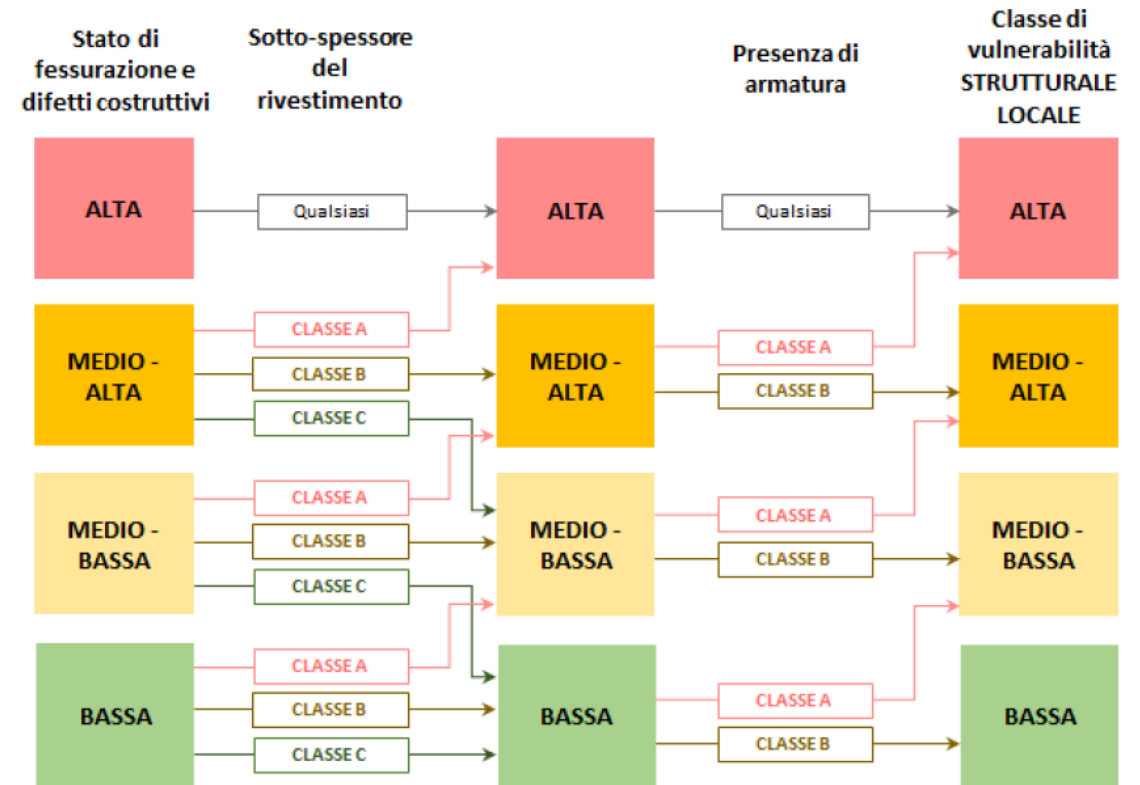 Stato di
fessurazione e
difetti costruttivi
Sotto-spessore
del
rivestimento
Presenza di
armatura
Classe di
vulnerabilità
STRUTTURALE
LOCALE
ALTA
Qualsiasi
ALTA
Qualsiasi
ALTA
MEDIO -
ALTA
CLASSE A
CLASSE B
CLASSE C
MEDIO -
ALTA
CLASSE A
CLASSE B
MEDIO -
ALTA
MEDIO -
BASSA
CLASSE A
CLASSE B
CLASSE C
MEDIO -
BASSA
CLASSE A
CLASSE B
MEDIO -
BASSA
BASSA
CLASSE A
CLASSE B
CLASSE C
BASSA
CLASSE A
CLASSE B
BASSA